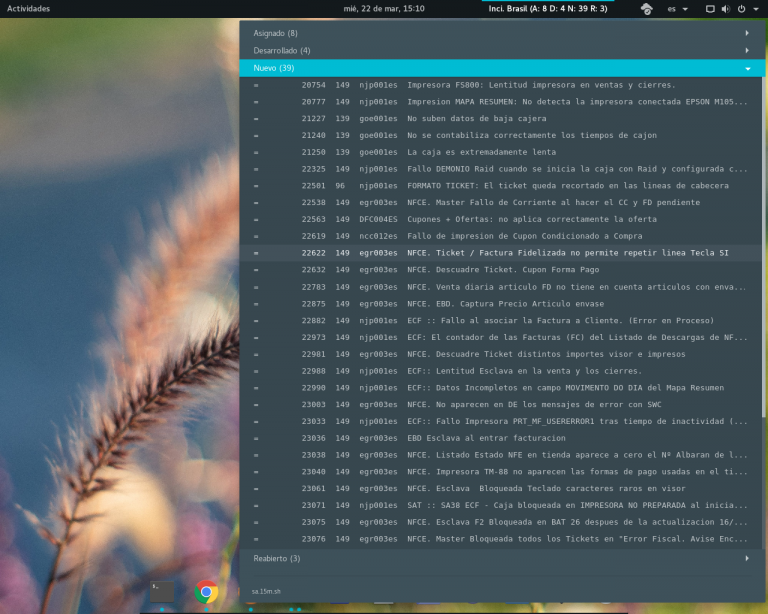 Actividades mié, 22 de mar, 15:10 Inci. Brasil (A: 8 D: 4 N: 39 R: 3) es
Asignado (8)
Desarrollado (4)
Nuevo (39)
= 20754 149 njp001es Impresora FS800: Lentitud impresora en ventas y cierres.
= 20777 149 njp001es Impresion MAPA RESUMEN: No detecta la impresora conectada EPSON M105...
= 21227 139 goe001es No suben datos de baja cajera
= 21240 139 goe001es No se contabiliza correctamente los tiempos de cajon
= 21250 139 goe001es La caja es extremadamente lenta
= 22325 149 njp001es Fallo DEMONIO Raid cuando se inicia la caja con Raid y configurada c...
= 22501 96 njp001es FORMATO TICKET: El ticket queda recortado en las lineas de cabecera
= 22538 149 egr003es NFCE. Master Fallo de Corriente al hacer el CC y FD pendiente
= 22563 149 DFC004ES Cupones + Ofertas: no aplica correctamente la oferta
= 22619 149 ncc012es Fallo de impresion de Cupon Condicionado a Compra
= 22622 149 egr003es NFCE. Ticket / Factura Fidelizada no permite repetir linea Tecla SI
= 22632 149 egr003es NFCE. Descuadre Ticket. Cupon Forma Pago
= 22783 149 egr003es NFCE. Venta diaria articulo FD no tiene en cuenta articulos con enva...
= 22875 149 egr003es NFCE. EBD. Captura Precio Articulo envase
= 22882 149 njp001es ECF :: Fallo al asociar la Factura a Cliente. (Error en Proceso)
= 22973 149 njp001es ECF: El contador de las Facturas (FC) del Listado de Descargas de NF...
= 22981 149 egr003es NFCE. Descuadre Ticket distintos importes visor e impresos
= 22988 149 njp001es ECF:: Lentitud Esclava en la venta y los cierres.
= 22990 149 njp001es ECF:: Datos Incompletos en campo MOVIMENTO DO DIA del Mapa Resumen
= 23003 149 egr003es NFCE. No aparecen en DE los mensajes de error con SWC
= 23033 149 njp001es ECF:: Fallo Impresora PRT_MF_USERERROR1 tras tiempo de inactividad (...
= 23036 149 egr003es EBD Esclava al entrar facturacion
= 23038 149 egr003es NFCE. Listado Estado NFE en tienda aparece a cero el Nº Albaran de l...
= 23040 149 egr003es NFCE. Impresora TM-88 no aparecen las formas de pago usadas en el ti...
= 23061 149 egr003es NFCE. Esclava Bloqueada Teclado caracteres raros en visor
= 23071 149 njp001es SAT :: SA38 ECF - Caja bloqueada en IMPRESORA NO PREPARADA al inicia...
= 23075 149 egr003es NFCE. Esclava F2 Bloqueada en BAT 26 despues de la actualizacion 16/...
= 23076 149 egr003es NFCE. Master Bloqueada todos los Tickets en "Error Fiscal. Avise Enc...
Reabierto (3)
sa.15m.sh